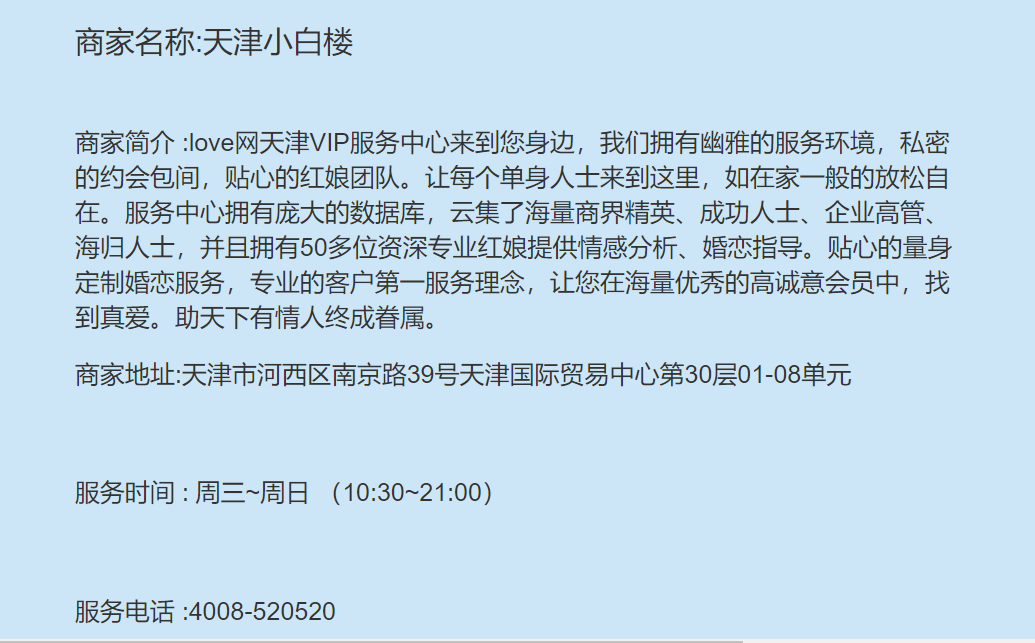 商家名称:天津小白楼
商家简介 :love网天津VIP服务中心来到您身边，我们拥有幽雅的服务环境，私密
的约会包间，贴心的红娘团队。让每个单身人士来到这里，如在家一般的放松自
在。服务中心拥有庞大的数据库，云集了海量商界精英、成功人士、企业高管、
海归人士，并且拥有50多位资深专业红娘提供情感分析、婚恋指导。贴心的量身
定制婚恋服务，专业的客户第一服务理念，让您在海量优秀的高诚意会员中，找
到真爱。助天下有情人终成眷属。
商家地址:天津市河西区南京路39号天津国际贸易中心第30层01-08单元
服务时间 : 周三~周日 （10:30~21:00）
服务电话 :4008-520520